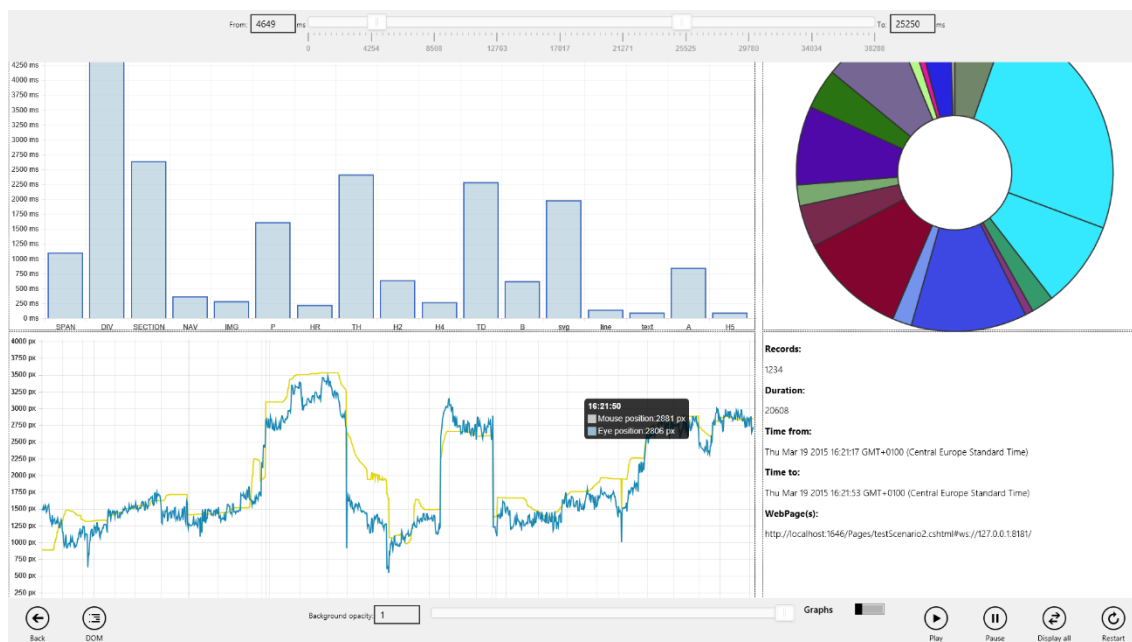 From: 4649 ms
To: 25250 ms
0 4254 8508 12763 17017 21271 25525 29780 34034 38288
4250 ms
4000 ms
3750 ms
3500 ms
3250 ms
3000 ms
2750 ms
2500 ms
2250 ms
2000 ms
1750 ms
1500 ms
1250 ms
1000 ms
750 ms
500 ms
250 ms
0 ms
SPAN DIV SECTION NAV IMG P HR TH H2 H4 TD B svg line text A H5
4000 px
3750 px
3500 px
3250 px
3000 px
2750 px
2500 px
2250 px
2000 px
1750 px
1500 px
1250 px
1000 px
750 px
500 px
250 px
16:21:50
Mouse position:2881 px
Eye position:2806 px
Records:
1234
Duration:
20608
Time from:
Thu Mar 19 2015 16:21:17 GMT+0100 (Central Europe Standard Time)
Time to:
Thu Mar 19 2015 16:21:53 GMT+0100 (Central Europe Standard Time)
WebPage(s):
http://localhost:1646/Pages/testScenario2.cshtml#ws://127.0.0.1:8181/
Back
DOM
Background opacity: 1
Graphs
Play
Pause
Display all
Restart